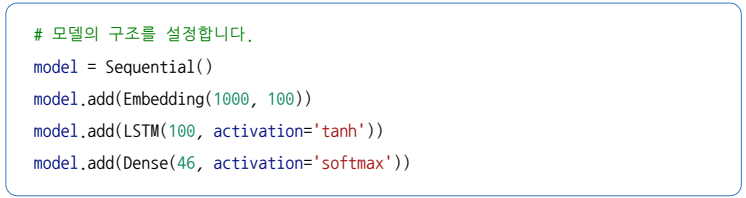 # 모델의 구조를 설정합니다.
model = Sequential()
model.add(Embedding(1000, 100))
model.add(LSTM(100, activation='tanh'))
model.add(Dense(46, activation='softmax'))